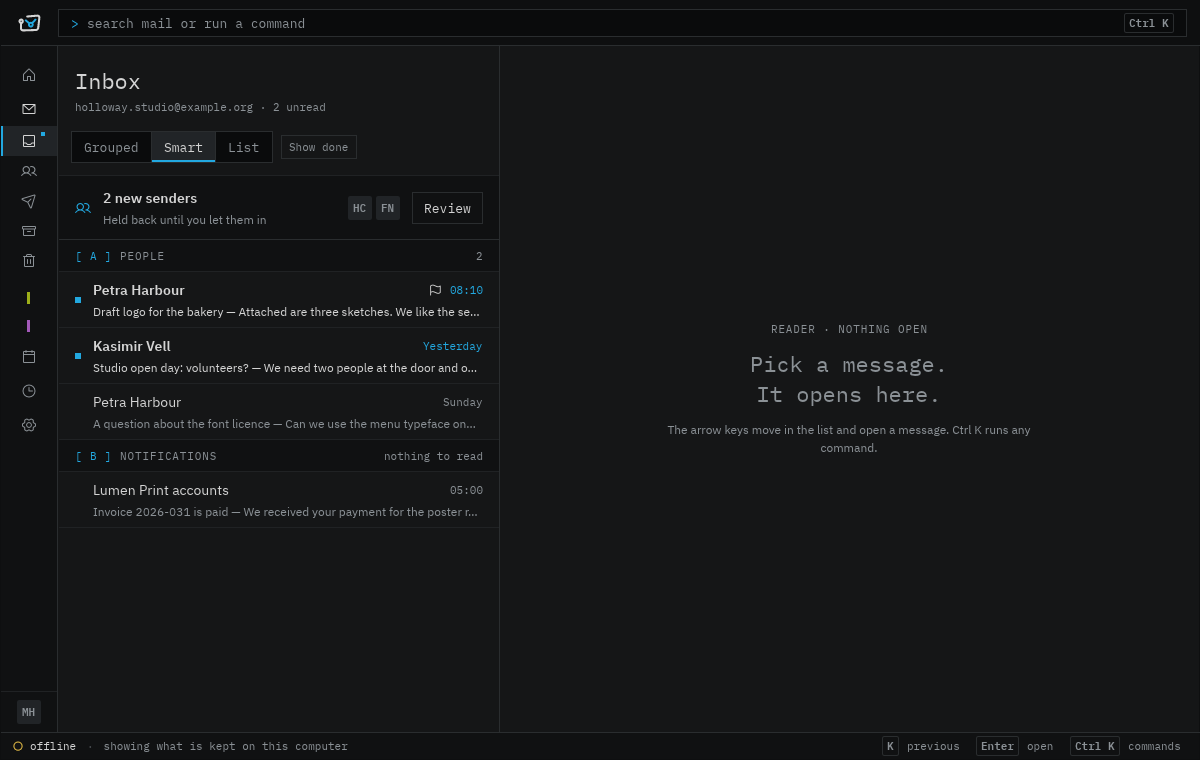 > search mail or run a command Ctrl K
Inbox
holloway.studio@example.org · 2 unread
Grouped Smart List Show done
2 new senders
Held back until you let them in
HC FN Review
[ A ] PEOPLE 2
Petra Harbour 08:10
Draft logo for the bakery — Attached are three sketches. We like the se…
Kasimir Vell Yesterday
Studio open day: volunteers? — We need two people at the door and o…
Petra Harbour Sunday
A question about the font licence — Can we use the menu typeface on…
[ B ] NOTIFICATIONS nothing to read
Lumen Print accounts 05:00
Invoice 2026-031 is paid — We received your payment for the poster r…
READER · NOTHING OPEN
Pick a message.
It opens here.
The arrow keys move in the list and open a message. Ctrl K runs any
command.
MH
offline · showing what is kept on this computer K previous Enter open Ctrl K commands